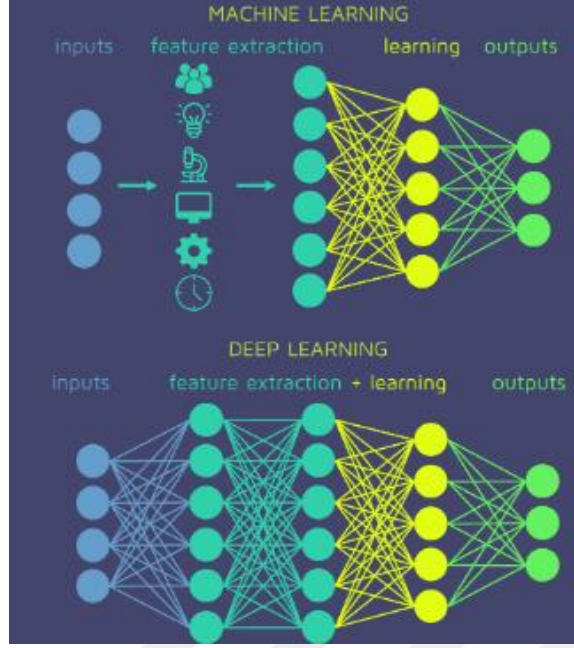 MACHINE LEARNING
inputs feature extraction learning outputs
DEEP LEARNING
inputs feature extraction + learning outputs